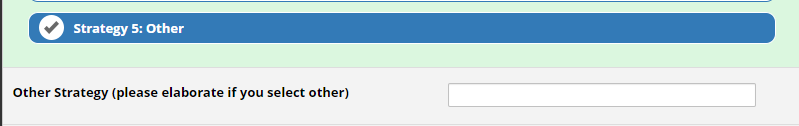 Strategy 5: Other
Other Strategy (please elaborate if you select other)